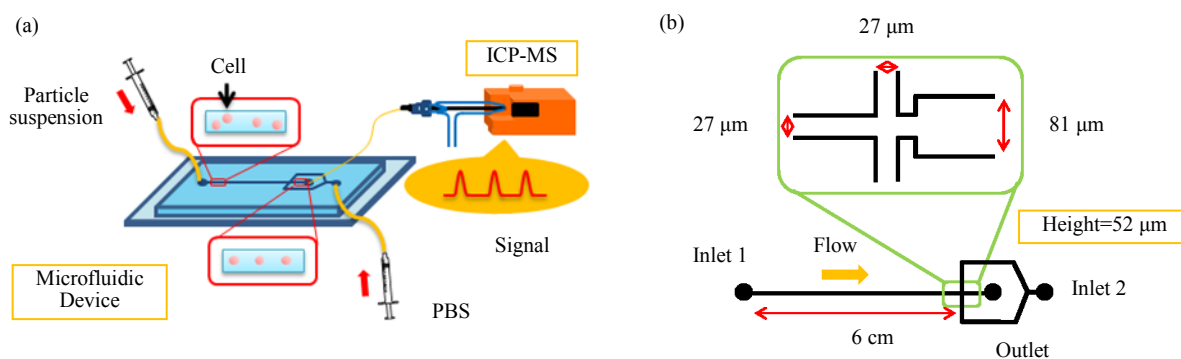 (a)
Particle
suspension
Cell
ICP-MS
Signal
Microfluidic
Device
PBS
(b)
27 μm
27 μm
81 μm
Height=52 μm
Flow
Inlet 1
Inlet 2
6 cm
Outlet